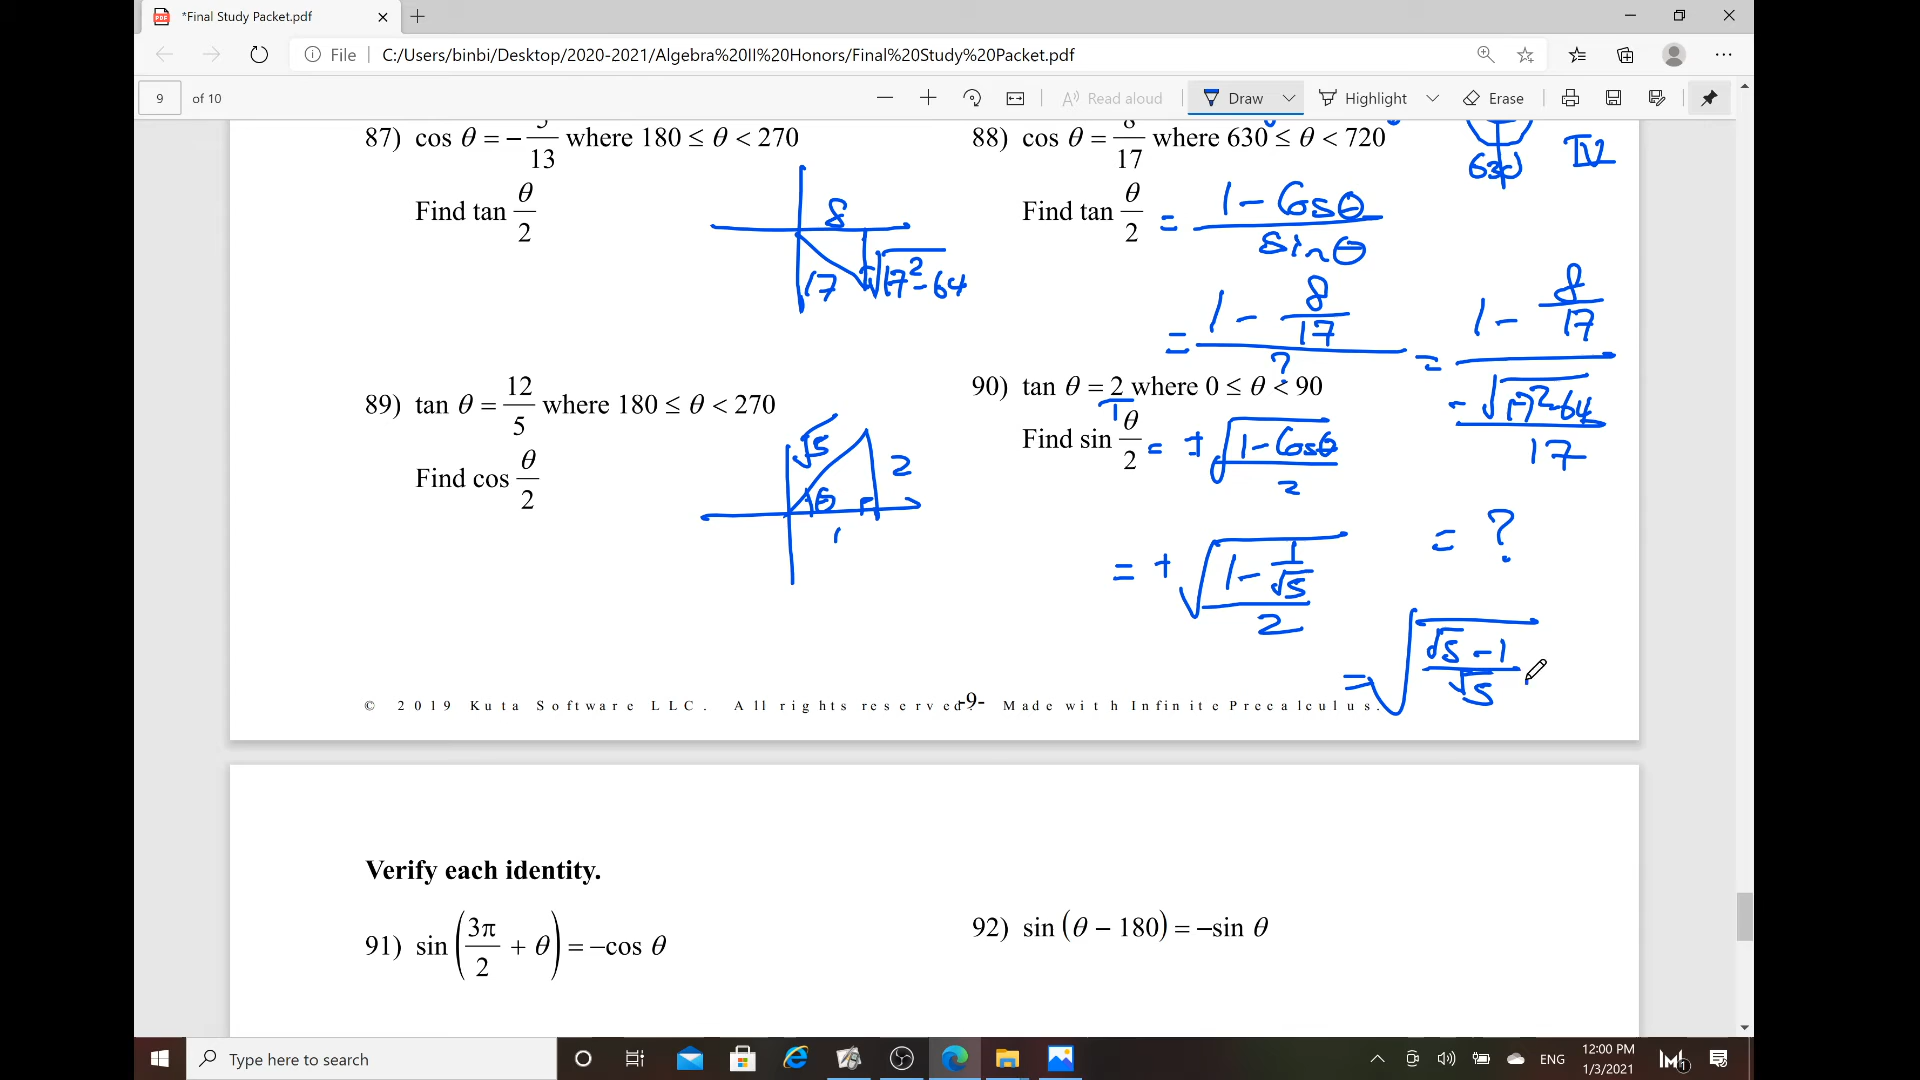 *Final Study Packet.pdf
File C:/Users/binbi/Desktop/2020-2021/Algebra%20II%20Honors/Final%20Study%20Packet.pdf
9 of 10 Read aloud Draw Highlight Erase
87) cos θ = -5/13 where 180 ≤ θ < 270
Find tan θ/2
8
17
√17²-64
88) cos θ = 8/17 where 630 ≤ θ < 720
630 IV
Find tan θ/2 = 1 - Cosθ / sinθ
= 1 - 8/17 / ? = 1 - 8/17 / -√17²-64 / 17
= ?
89) tan θ = 12/5 where 180 ≤ θ < 270
Find cos θ/2
√5
2
θ
1
90) tan θ = 2 where 0 ≤ θ < 90
1
Find sin θ/2 = ±√1-Cosθ / 2
= +√1 - 1/√5 / 2
= √√5 - 1 / √5
© 2019 Kuta Software LLC. All rights reserved. -9- Made with Infinite Precalculus.
Verify each identity.
91) sin (3π/2 + θ) = -cos θ
92) sin (θ - 180) = -sin θ
Type here to search
ENG
12:00 PM
1/3/2021